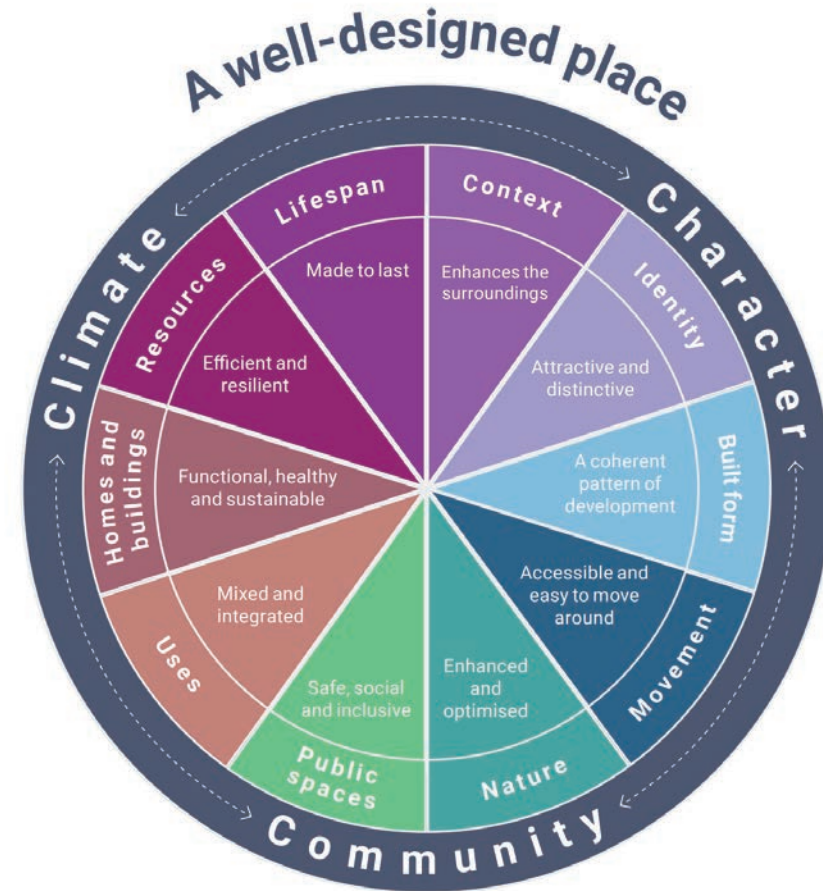 A well-designed place
Climate
Character
Community
Context
Enhances the
surroundings
Identity
Attractive and
distinctive
Built form
A coherent
pattern of
development
Movement
Accessible and
easy to move
around
Nature
Enhanced
and
optimised
Public
spaces
Safe, social
and inclusive
Uses
Mixed and
integrated
Homes and
buildings
Functional, healthy
and sustainable
Resources
Efficient and
resilient
Lifespan
Made to last